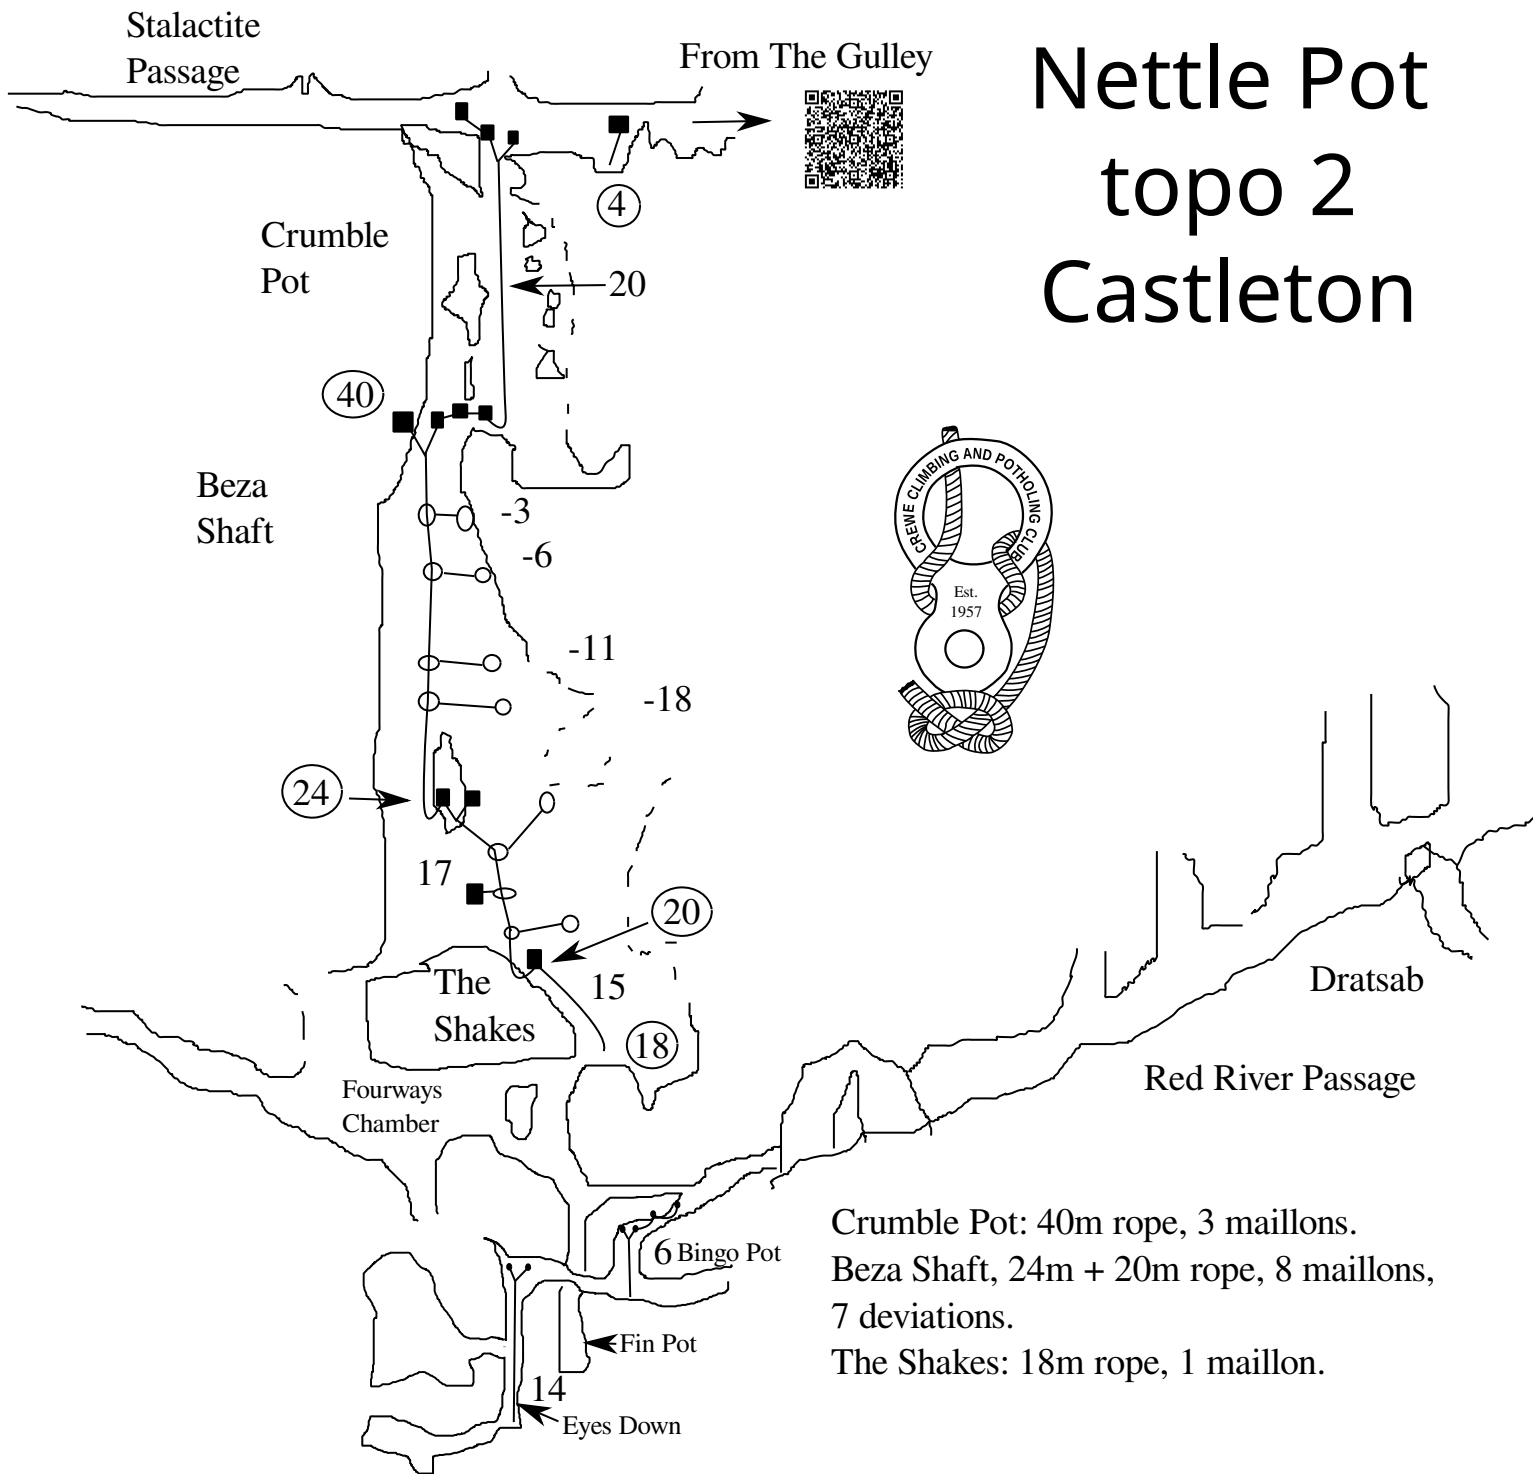 Stalactite
Passage
From The Gulley
Nettle Pot
topo 2
Castleton
4
Crumble
Pot
20
40
Beza
Shaft
-3
-6
CREWE CLIMBING AND POTHOLING CLUB
Est.
1957
-11
-18
24
17
20
The
Shakes
15
18
Dratsab
Red River Passage
Fourways
Chamber
6 Bingo Pot
Fin Pot
14
Eyes Down
Crumble Pot: 40m rope, 3 maillons.
Beza Shaft, 24m + 20m rope, 8 maillons,
7 deviations.
The Shakes: 18m rope, 1 maillon.